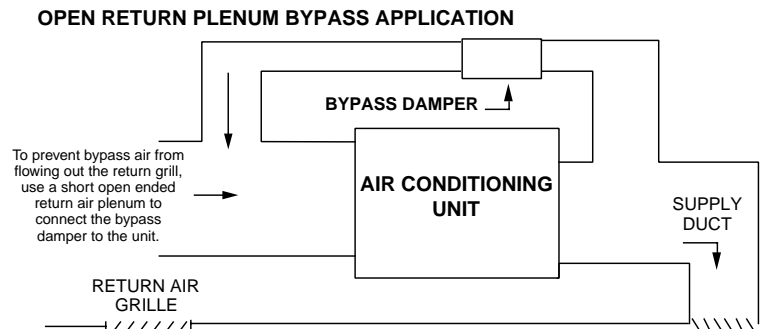 OPEN RETURN PLENUM BYPASS APPLICATION
BYPASS DAMPER
To prevent bypass air from
flowing out the return grill,
use a short open ended
return air plenum to
connect the bypass
damper to the unit.
AIR CONDITIONING
UNIT
SUPPLY
DUCT
RETURN AIR
GRILLE